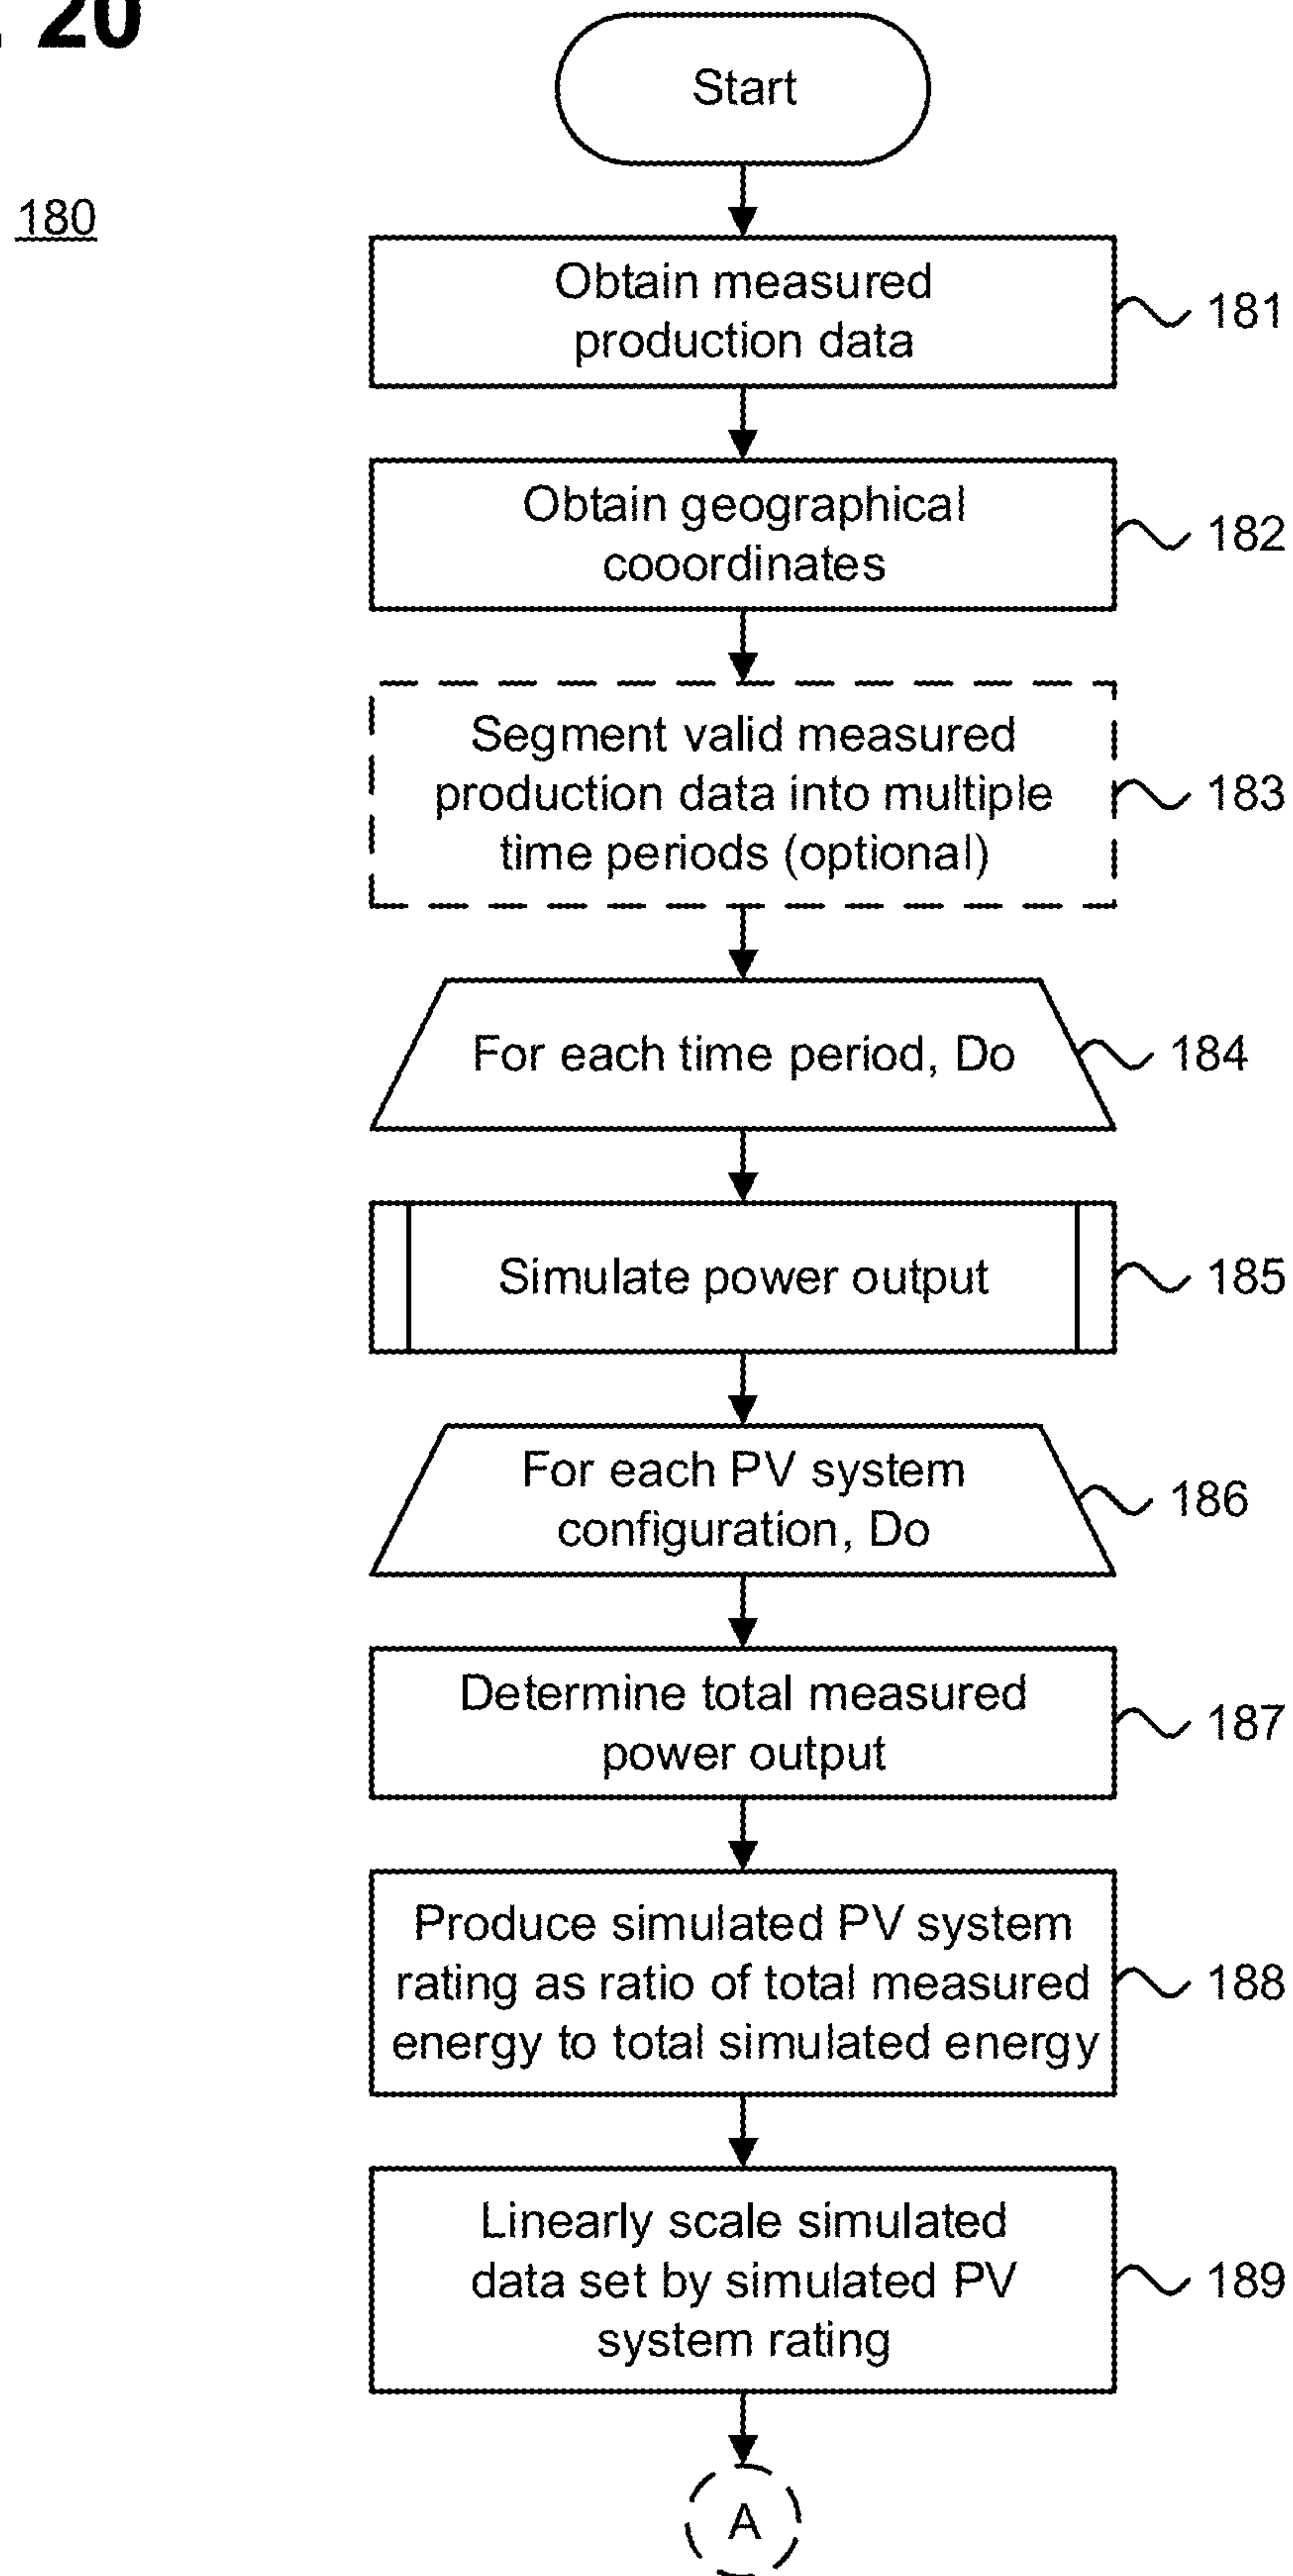 . 20
180
Start
Obtain measured
production data
181
Obtain geographical
cooordinates
182
Segment valid measured
production data into multiple
time periods (optional)
183
For each time period, Do
184
Simulate power output
185
For each PV system
configuration, Do
186
Determine total measured
power output
187
Produce simulated PV system
rating as ratio of total measured
energy to total simulated energy
188
Linearly scale simulated
data set by simulated PV
system rating
189
A